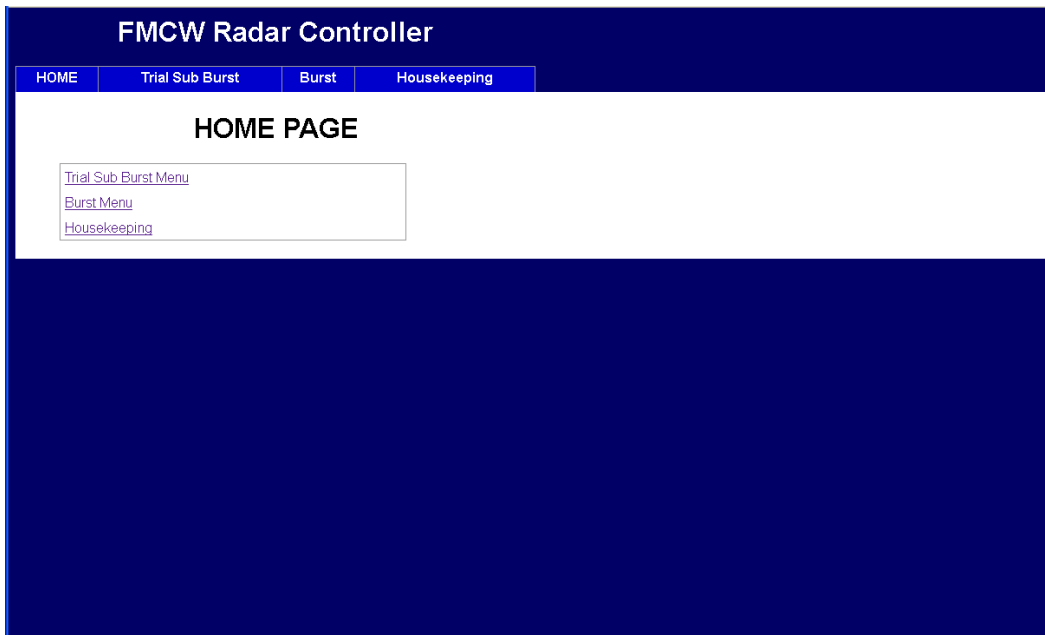 FMCW Radar Controller
HOME Trial Sub Burst Burst Housekeeping
HOME PAGE
Trial Sub Burst Menu
Burst Menu
Housekeeping